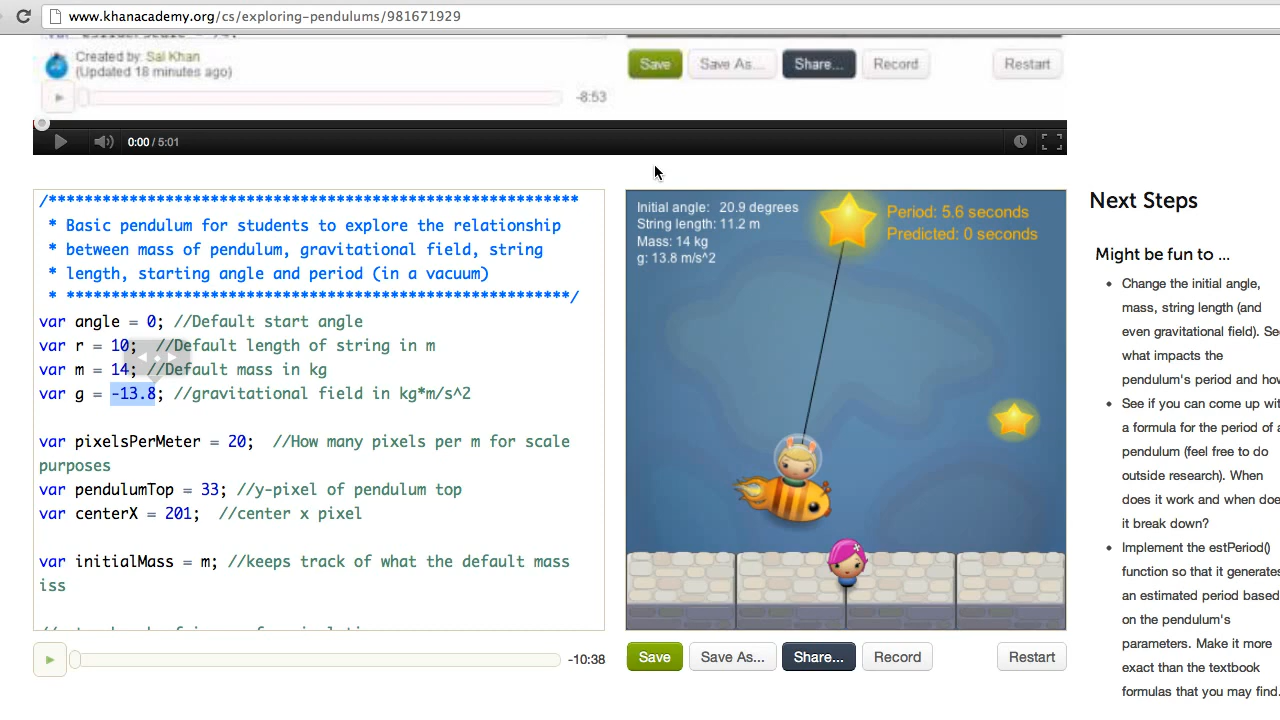 www.khanacademy.org/cs/exploring-pendulums/981671929
Created by: Sal Khan
(Updated 18 minutes ago)
Save Save As... Share... Record Restart
-8:53
0:00 / 5:01
/***********************************************************
* Basic pendulum for students to explore the relationship
* between mass of pendulum, gravitational field, string
* length, starting angle and period (in a vacuum)
* ********************************************************/
var angle = 0; //Default start angle
var r = 10; //Default length of string in m
var m = 14; //Default mass in kg
var g = -13.8; //gravitational field in kg*m/s^2
var pixelsPerMeter = 20; //How many pixels per m for scale
purposes
var pendulumTop = 33; //y-pixel of pendulum top
var centerX = 201; //center x pixel
var initialMass = m; //keeps track of what the default mass
iss
-10:38
Initial angle: 20.9 degrees
String length: 11.2 m
Mass: 14 kg
g: 13.8 m/s^2
Period: 5.6 seconds
Predicted: 0 seconds
Save Save As... Share... Record Restart
Next Steps
Might be fun to ...
• Change the initial angle,
mass, string length (and
even gravitational field). See
what impacts the
pendulum's period and how
• See if you can come up wit
a formula for the period of a
pendulum (feel free to do
outside research). When
does it work and when doe
it break down?
• Implement the estPeriod()
function so that it generates
an estimated period based
on the pendulum's
parameters. Make it more
exact than the textbook
formulas that you may find.